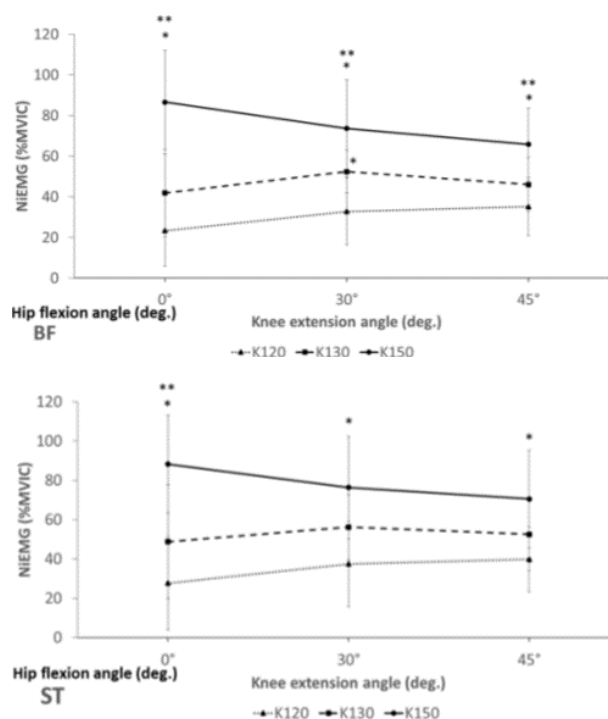 **
*
**
*
**
*
120
100
80
60
40
20
0
NiEMG (%MVIC)
*
0° 30° 45°
Hip flexion angle (deg.)
Knee extension angle (deg.)
BF
K120 K130 K150
**
*
*
*
120
100
80
60
40
20
0
NiEMG (%MVIC)
0° 30° 45°
Hip flexion angle (deg.)
Knee extension angle (deg.)
ST
K120 K130 K150